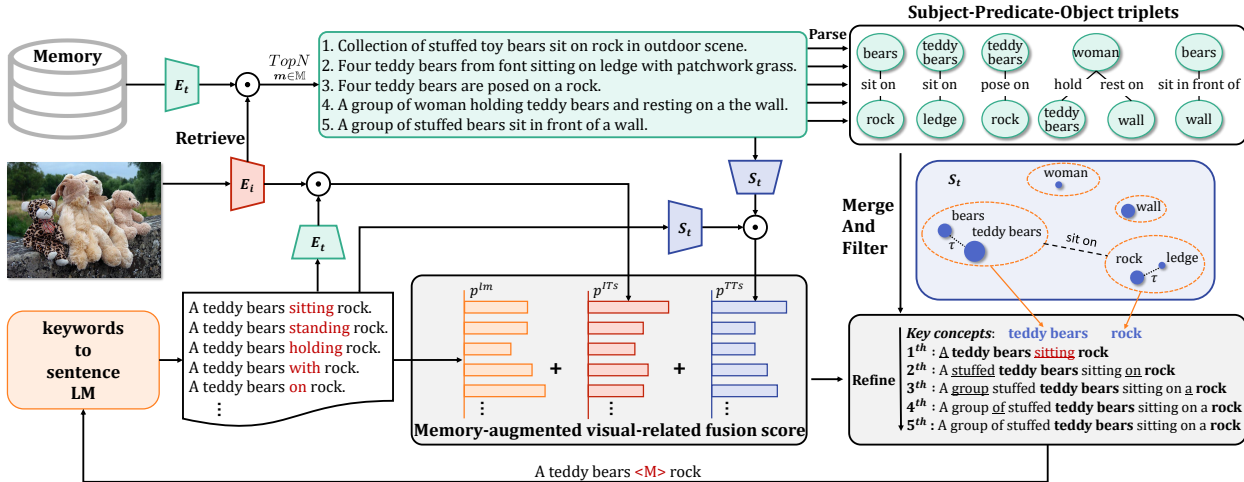 Subject-Predicate-Object triplets
Memory
E_t
TopN
m∈𝕄
Retrieve
1. Collection of stuffed toy bears sit on rock in outdoor scene.
2. Four teddy bears from font sitting on ledge with patchwork grass.
3. Four teddy bears are posed on a rock.
4. A group of woman holding teddy bears and resting on a the wall.
5. A group of stuffed bears sit in front of a wall.
Parse
bears
teddy bears
teddy bears
woman
bears
sit on
sit on
pose on
hold
rest on
sit in front of
rock
ledge
rock
teddy bears
wall
wall
E_i
E_t
S_t
S_t
Merge
And
Filter
S_t
woman
wall
bears
teddy bears
τ
sit on
rock
ledge
τ
keywords
to
sentence
LM
A teddy bears sitting rock.
A teddy bears standing rock.
A teddy bears holding rock.
A teddy bears with rock.
A teddy bears on rock.
⋮
p^{lm}
p^{ITs}
p^{TTs}
+
+
⋮
⋮
⋮
Memory-augmented visual-related fusion score
Refine
Key concepts: teddy bears rock
1^{th} : A teddy bears sitting rock
2^{th} : A stuffed teddy bears sitting on rock
3^{th} : A group stuffed teddy bears sitting on a rock
4^{th} : A group of stuffed teddy bears sitting on a rock
5^{th} : A group of stuffed teddy bears sitting on a rock
A teddy bears <M> rock